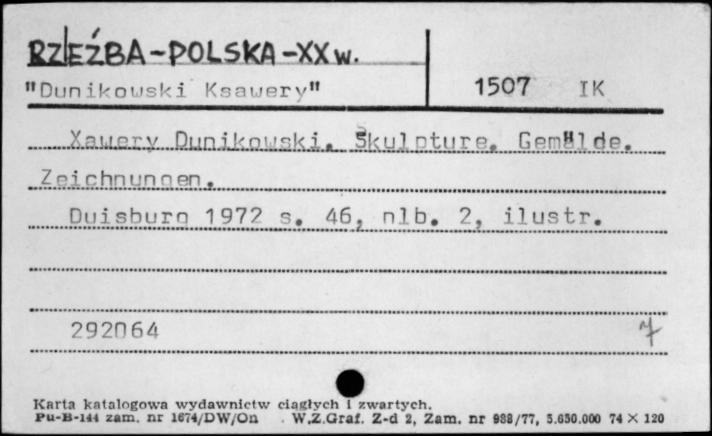 RZEŹBA-POLSKA-XX w.
"Dunikowski Ksawery" 1507 IK
Xawery Dunikowski. Skulpture. Gemälde.
Zeichnungen.
Duisburg 1972 s. 46, nlb. 2, ilustr.
292064
Karta katalogowa wydawnictw ciągłych i zwartych.
Pu-B-144 zam. nr 1674/DW/On W.Z.Graf. Z-d 2, Zam. nr 988/77, 5.650.000 74 × 120